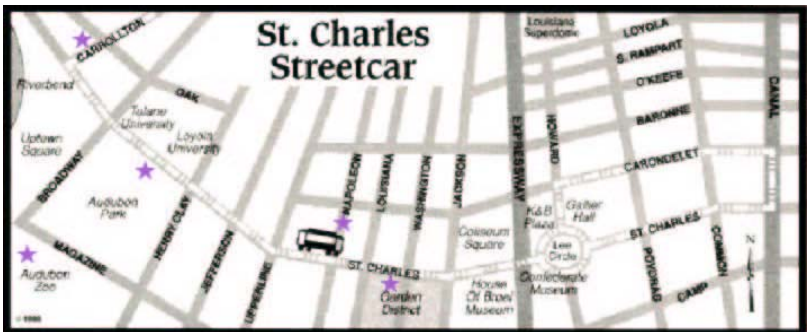 St. Charles
Streetcar
CARROLLTON
Riverbend
OAK
Tulane
University
Loyola
University
Uptown
Square
BROADWAY
Audubon
Park
MAGAZINE
Audubon
Zoo
HENRY CLAY
JEFFERSON
UPPERLINE
NAPOLEON
LOUISIANA
WASHINGTON
JACKSON
ST. CHARLES
Garden
District
Coliseum
Square
House
Of Broel
Museum
EXPRESSWAY
Louisiana
Superdome
HOWARD
K&B
Plaza
Gallier
Hall
Lee
Circle
Confederate
Museum
LOYOLA
S. RAMPART
O'KEEFE
BARONNE
CARONDELET
ST. CHARLES
POYDRAS
COMMON
CAMP
CANAL
N